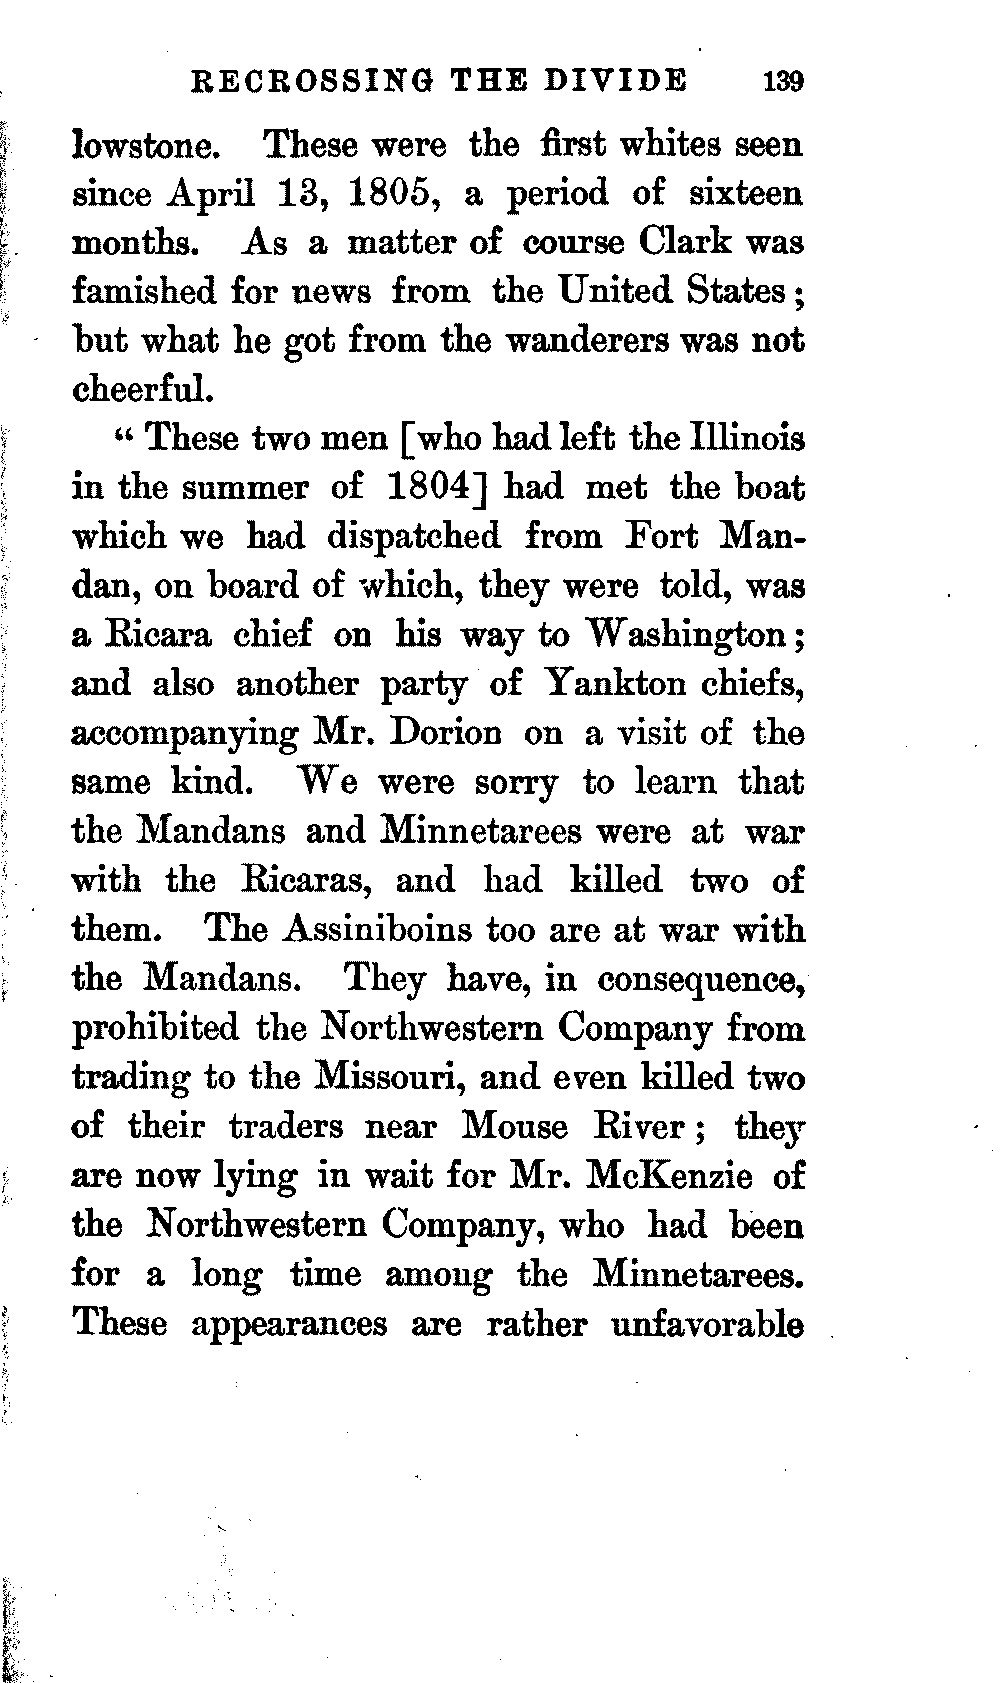 RECROSSING THE DIVIDE 139
lowstone. These were the first whites seen
since April 13, 1805, a period of sixteen
months. As a matter of course Clark was
famished for news from the United States;
but what he got from the wanderers was not
cheerful.
“These two men [who had left the Illinois
in the summer of 1804] had met the boat
which we had dispatched from Fort Man-
dan, on board of which, they were told, was
a Ricara chief on his way to Washington;
and also another party of Yankton chiefs,
accompanying Mr. Dorion on a visit of the
same kind. We were sorry to learn that
the Mandans and Minnetarees were at war
with the Ricaras, and had killed two of
them. The Assiniboins too are at war with
the Mandans. They have, in consequence,
prohibited the Northwestern Company from
trading to the Missouri, and even killed two
of their traders near Mouse River; they
are now lying in wait for Mr. McKenzie of
the Northwestern Company, who had been
for a long time among the Minnetarees.
These appearances are rather unfavorable